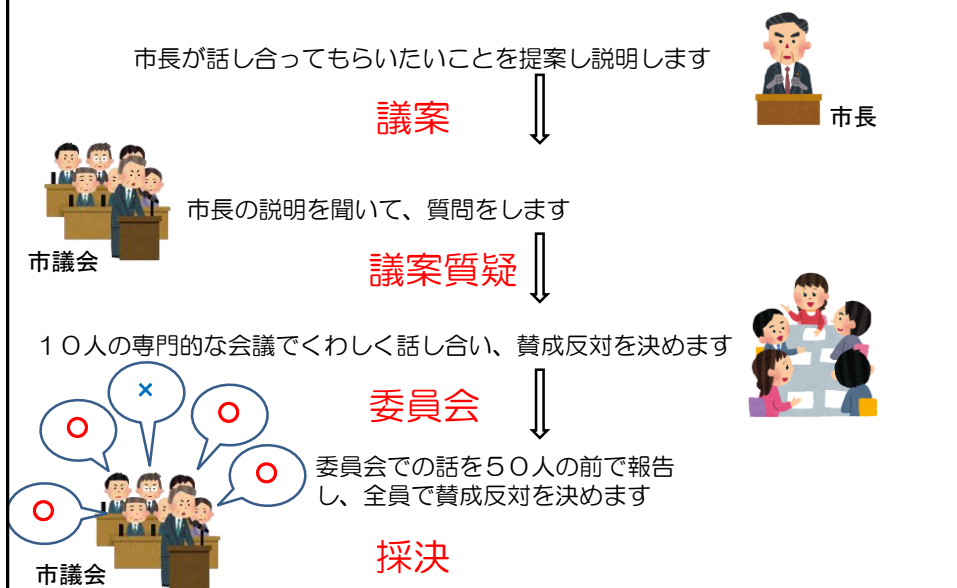 市長が話し合ってもらいたいことを提案し説明します
議案
市長
市長の説明を聞いて、質問をします
市議会
議案質疑
１０人の専門的な会議でくわしく話し合い、賛成反対を決めます
×
○
○
委員会
○
○
委員会での話を５０人の前で報告
し、全員で賛成反対を決めます
採決
市議会